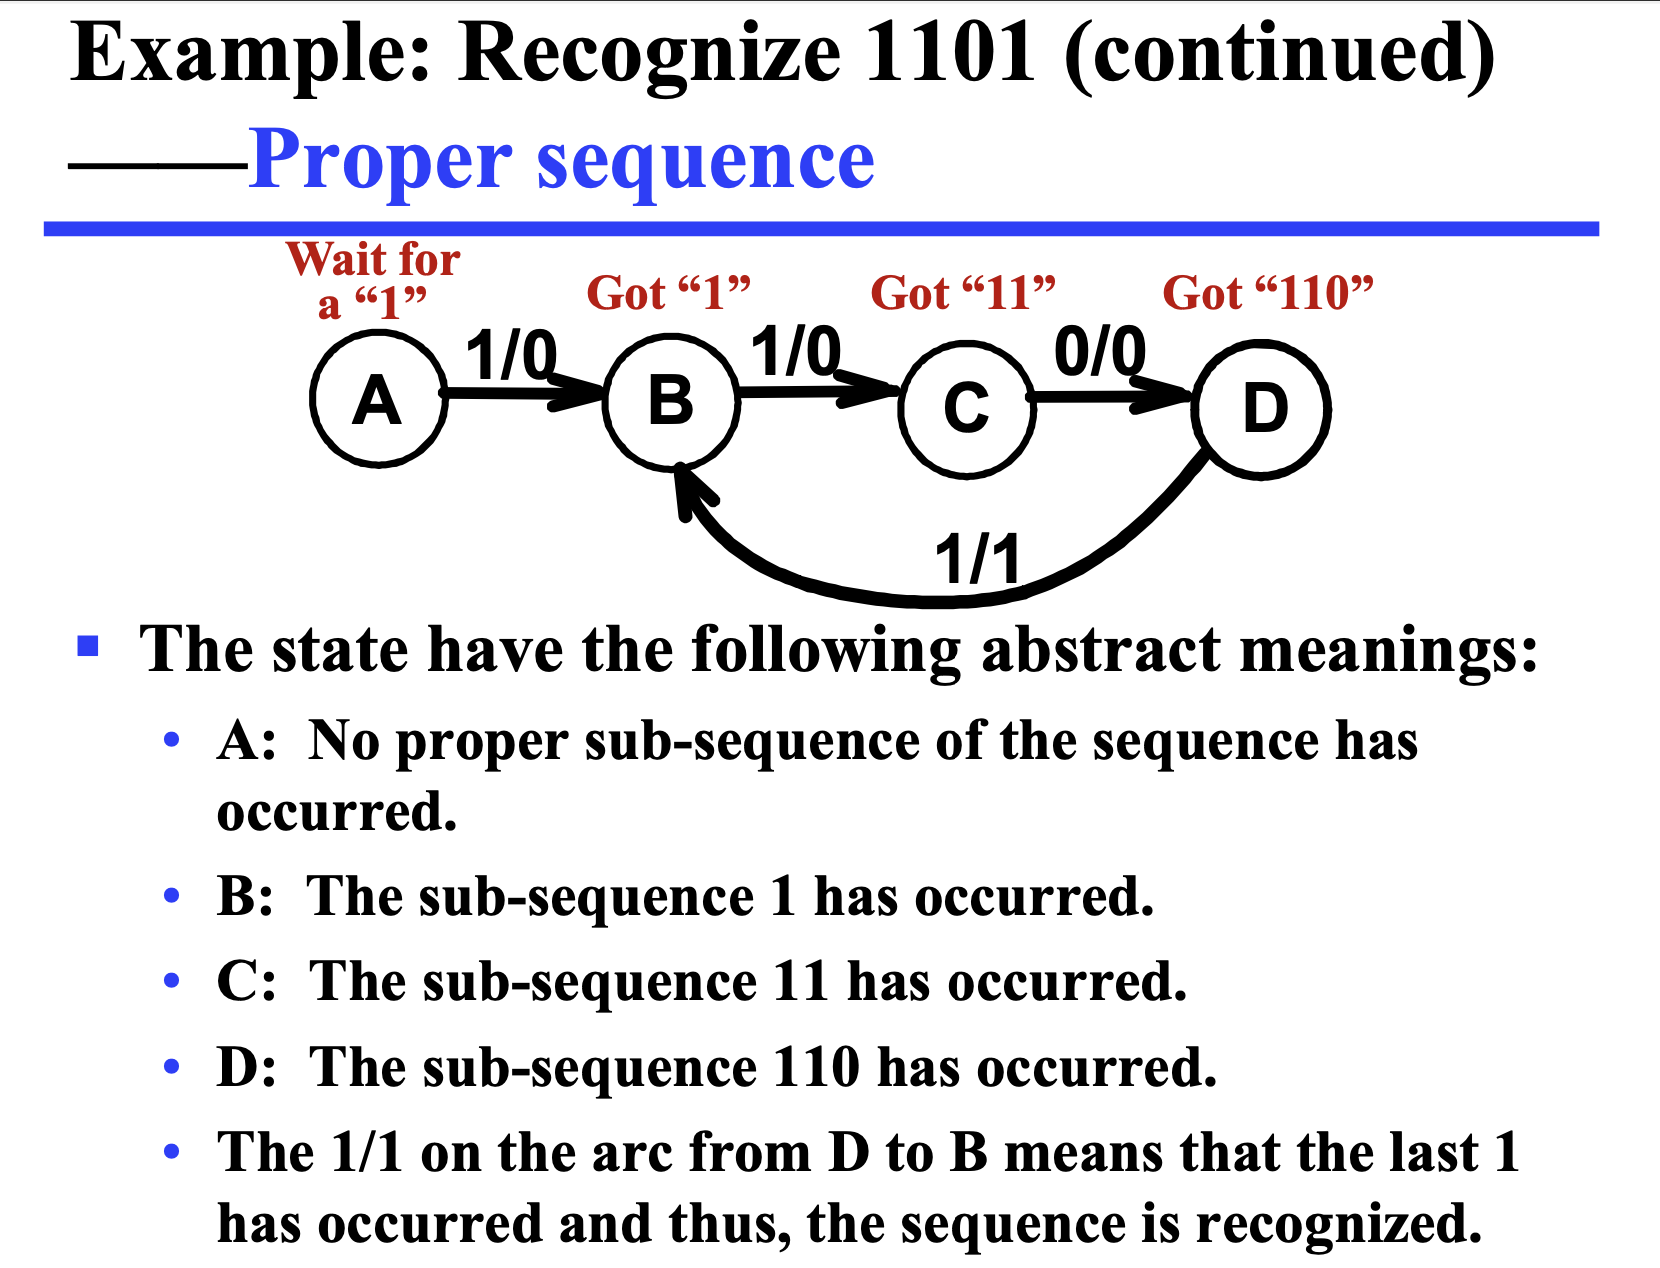 Example: Recognize 1101 (continued)
——Proper sequence
Wait for
a “1”
Got “1”
Got “11”
Got “110”
1/0
1/0
0/0
A
B
C
D
1/1
▪ The state have the following abstract meanings:
• A: No proper sub-sequence of the sequence has
occurred.
• B: The sub-sequence 1 has occurred.
• C: The sub-sequence 11 has occurred.
• D: The sub-sequence 110 has occurred.
• The 1/1 on the arc from D to B means that the last 1
has occurred and thus, the sequence is recognized.